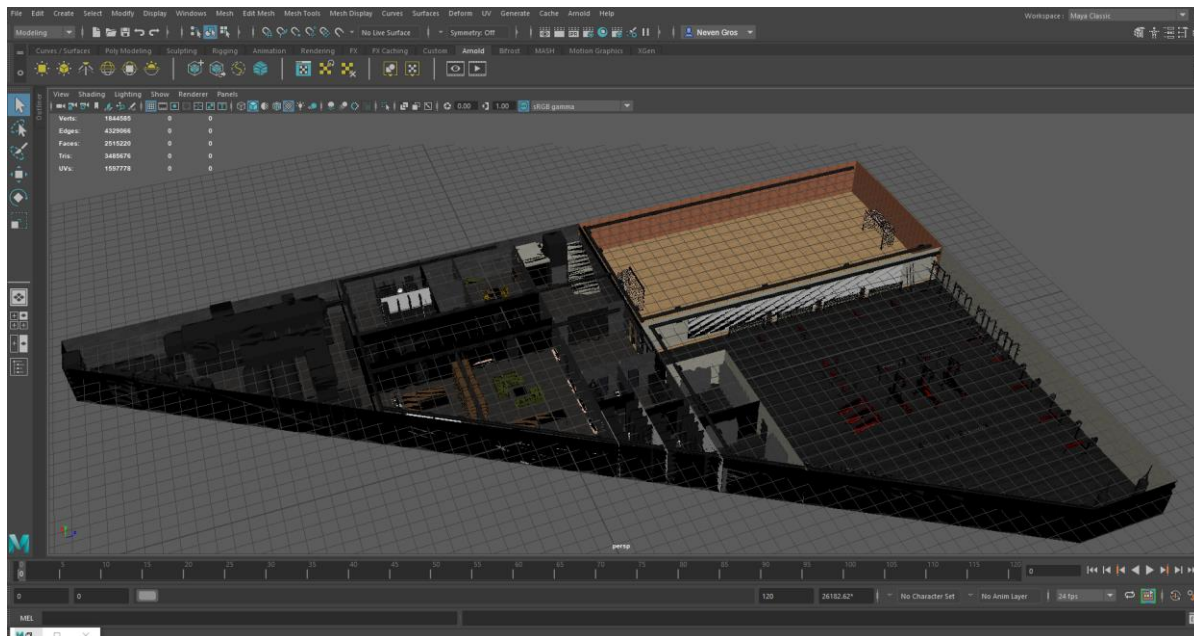 File Edit Create Select Modify Display Windows Mesh Edit Mesh Mesh Tools Mesh Display Curves Surfaces Deform UV Generate Cache Arnold Help Workspace: Maya Classic
Modeling No Live Surface Symmetry: Off Neven Gros
Curves / Surfaces Poly Modeling Sculpting Rigging Animation Rendering FX FX Caching Custom Arnold Bifrost MASH Motion Graphics XGen
View Shading Lighting Show Renderer Panels
0.00 1.00 sRGB gamma
Outliner
Verts: 1844585 0 0
Edges: 4329066 0 0
Faces: 2515220 0 0
Tris: 3485676 0 0
UVs: 1597778 0 0
persp
0 5 10 15 20 25 30 35 40 45 50 55 60 65 70 75 80 85 90 95 100 105 110 115 120 0
0
0 0 120 26182.62* No Character Set No Anim Layer 24 fps
MEL